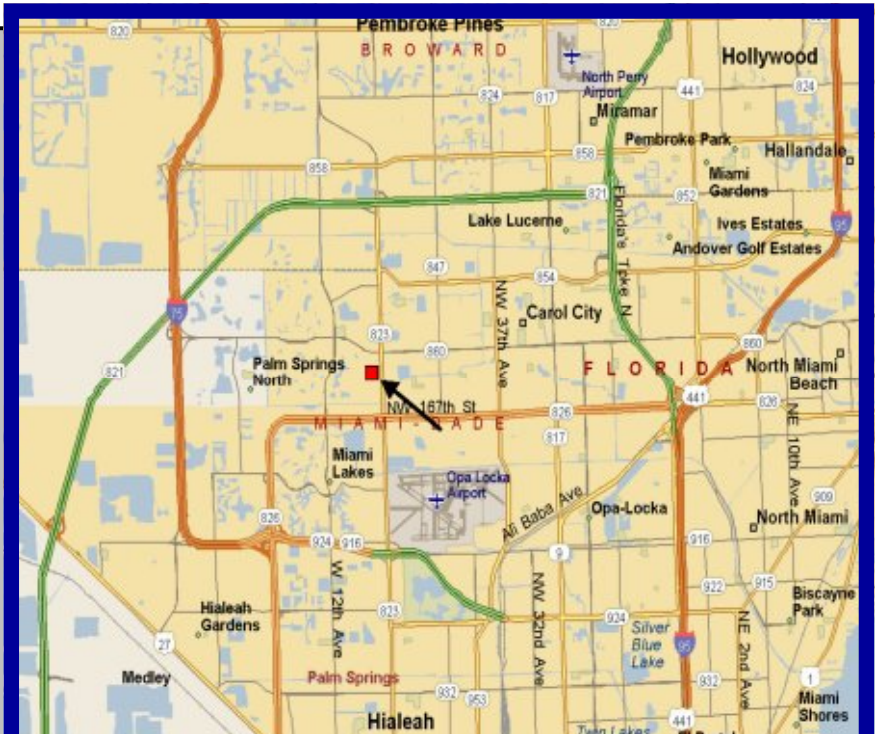 Pembroke Pines
820
820
BROWARD
Hollywood
North Perry
Airport
824
817
441
824
Miramar
Pembroke Park
Hallandale
858
858
Miami
Gardens
821
852
Florida's Tpke N
Lake Lucerne
Ives Estates
95
Andover Golf Estates
847
854
NW 37th Ave
75
Carol City
823
860
860
821
Palm Springs
North
FLORIDA
North Miami
Beach
NW 167th St
826
441
826
MIAMI-DADE
817
NE 10th Ave
Miami
Lakes
Opa Locka
Airport
Ali Baba Ave
Opa-Locka
909
826
North Miami
924
916
9
916
W 12th Ave
NW 32nd Ave
922
915
Hialeah
Gardens
823
924
Biscayne
Park
27
Silver
Blue
Lake
95
NE 2nd Ave
Medley
Palm Springs
932
953
932
1
Miami
Shores
Hialeah
441
Twin Lakes
El Portal